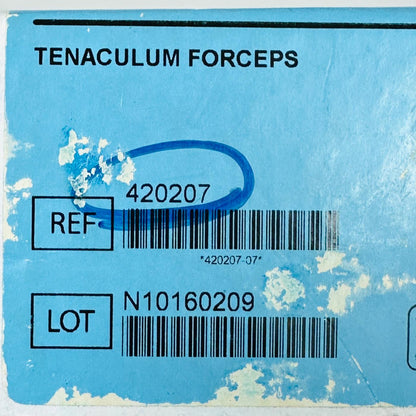 TENACULUM FORCEPS
REF 420207
*420207-07*
LOT N10160209